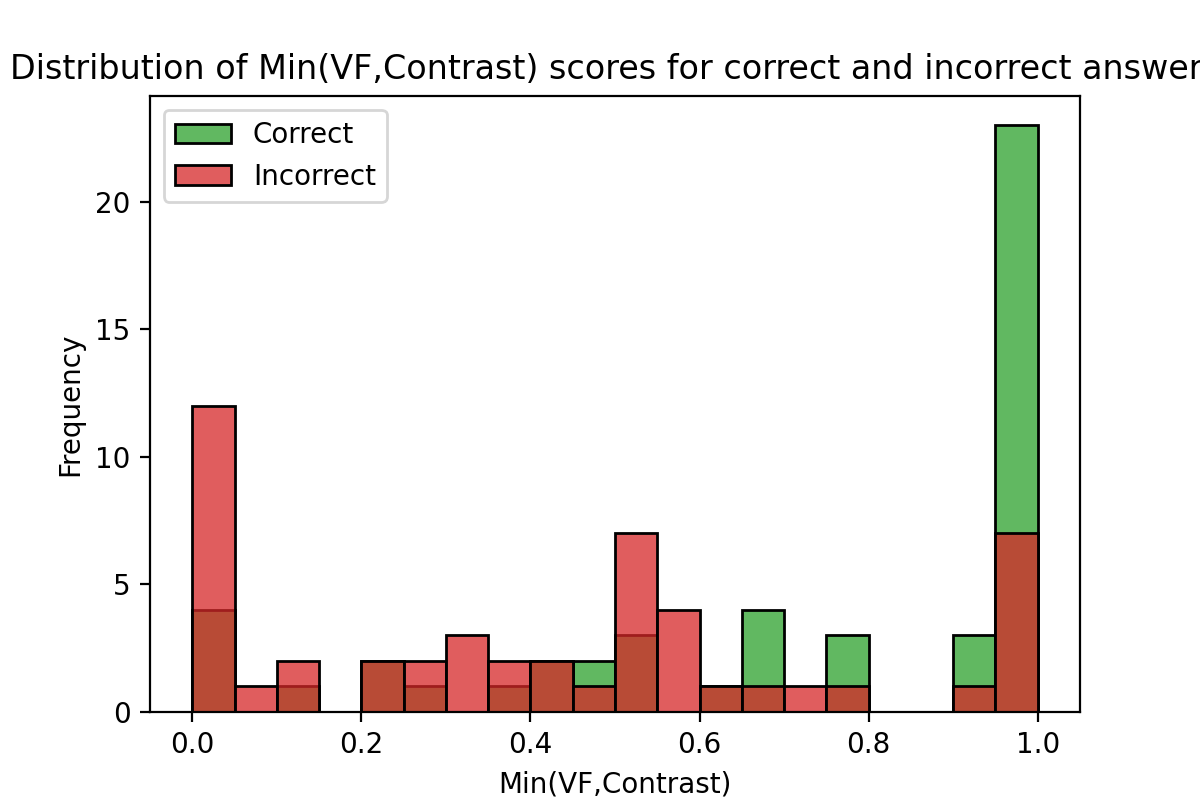 Distribution of Min(VF,Contrast) scores for correct and incorrect answer
Correct
Incorrect
20
15
10
5
0
Frequency
0.0 0.2 0.4 0.6 0.8 1.0
Min(VF,Contrast)